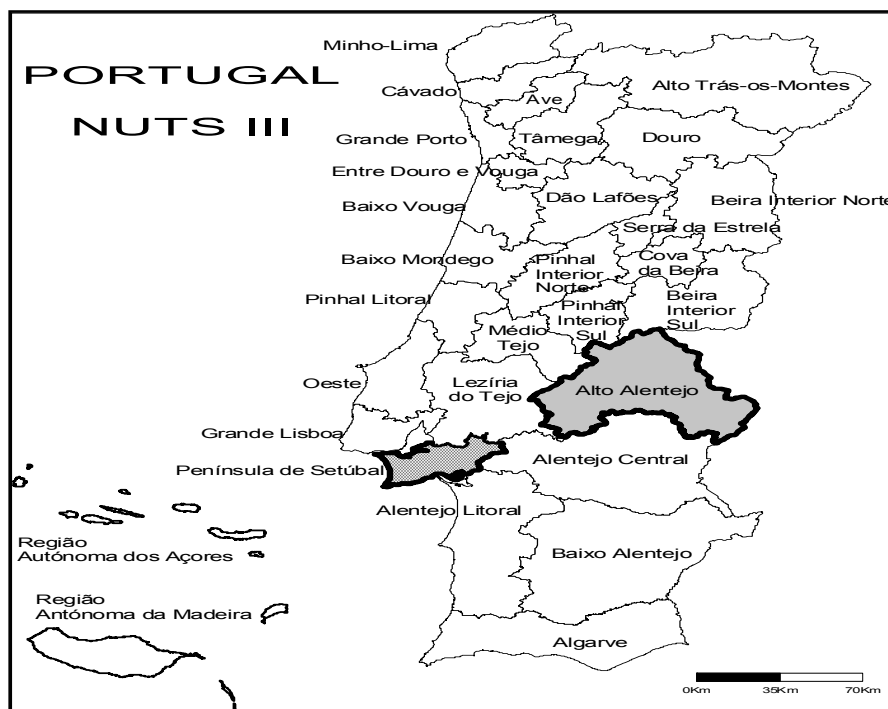 PORTUGAL
NUTS III
Minho-Lima
Cávado
Ave
Alto Trás-os-Montes
Grande Porto
Tâmega
Douro
Entre Douro e Vouga
Dão Lafões
Beira Interior Norte
Baixo Vouga
Serra da Estrela
Baixo Mondego
Pinhal
Interior
Norte
Cova
da Beira
Pinhal Litoral
Médio
Tejo
Pinhal
Interior
Sul
Beira
Interior
Sul
Oeste
Lezíria
do Tejo
Alto Alentejo
Grande Lisboa
Península de Setúbal
Alentejo Central
Alentejo Litoral
Baixo Alentejo
Região
Autónoma dos Açores
Região
Antónoma da Madeira
Algarve
0Km 35Km 70Km